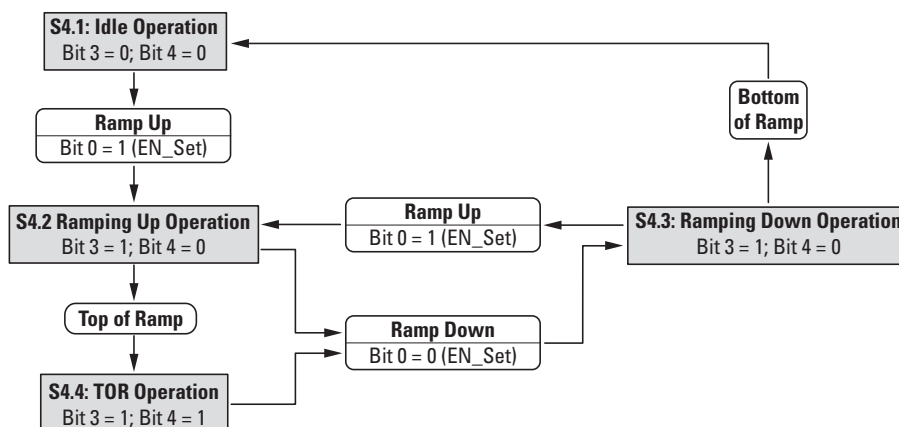 S4.1: Idle Operation
Bit 3 = 0; Bit 4 = 0
Bottom
of Ramp
Ramp Up
Bit 0 = 1 (EN_Set)
S4.2 Ramping Up Operation
Bit 3 = 1; Bit 4 = 0
Ramp Up
Bit 0 = 1 (EN_Set)
S4.3: Ramping Down Operation
Bit 3 = 1; Bit 4 = 0
Top of Ramp
Ramp Down
Bit 0 = 0 (EN_Set)
S4.4: TOR Operation
Bit 3 = 1; Bit 4 = 1